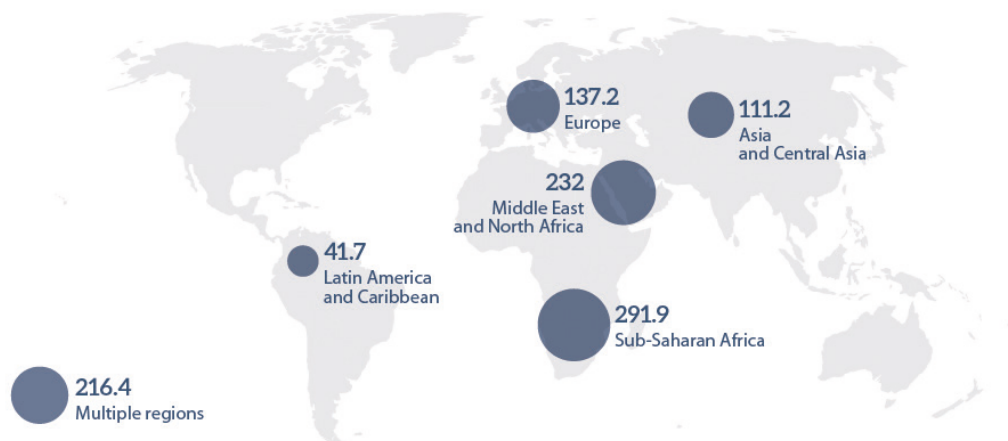 137.2
Europe
111.2
Asia
and Central Asia
232
Middle East
and North Africa
41.7
Latin America
and Caribbean
291.9
Sub-Saharan Africa
216.4
Multiple regions